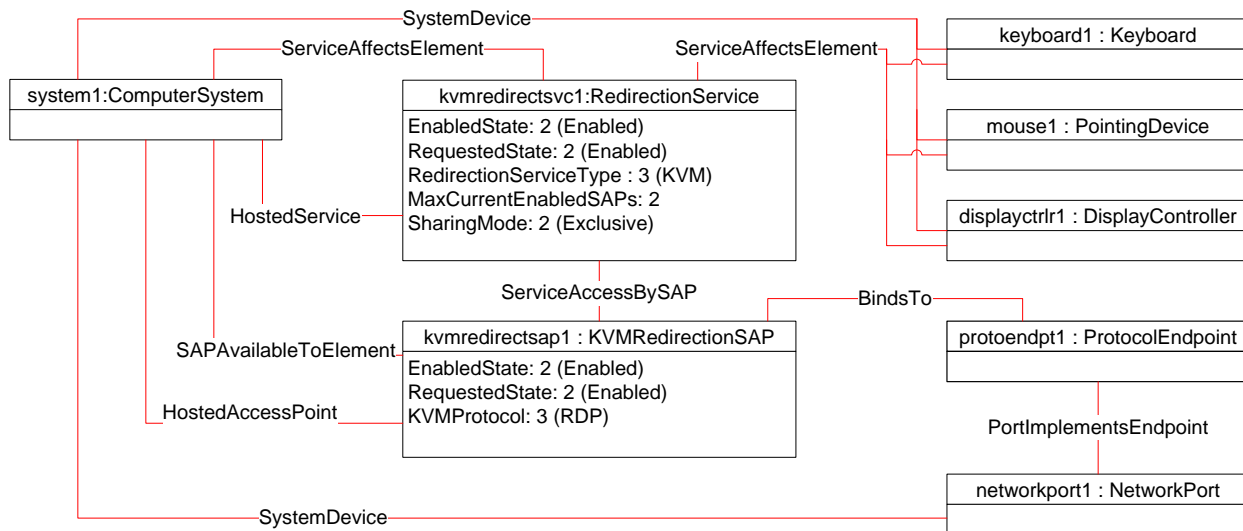 SystemDevice
ServiceAffectsElement
ServiceAffectsElement
keyboard1 : Keyboard
system1:ComputerSystem
kvmredirectsvc1:RedirectionService
EnabledState: 2 (Enabled)
RequestedState: 2 (Enabled)
RedirectionServiceType : 3 (KVM)
MaxCurrentEnabledSAPs: 2
SharingMode: 2 (Exclusive)
mouse1 : PointingDevice
HostedService
displayctrlr1 : DisplayController
ServiceAccessBySAP
BindsTo
kvmredirectsap1 : KVMRedirectionSAP
EnabledState: 2 (Enabled)
RequestedState: 2 (Enabled)
KVMProtocol: 3 (RDP)
protoendpt1 : ProtocolEndpoint
SAPAvailableToElement
HostedAccessPoint
PortImplementsEndpoint
networkport1 : NetworkPort
SystemDevice